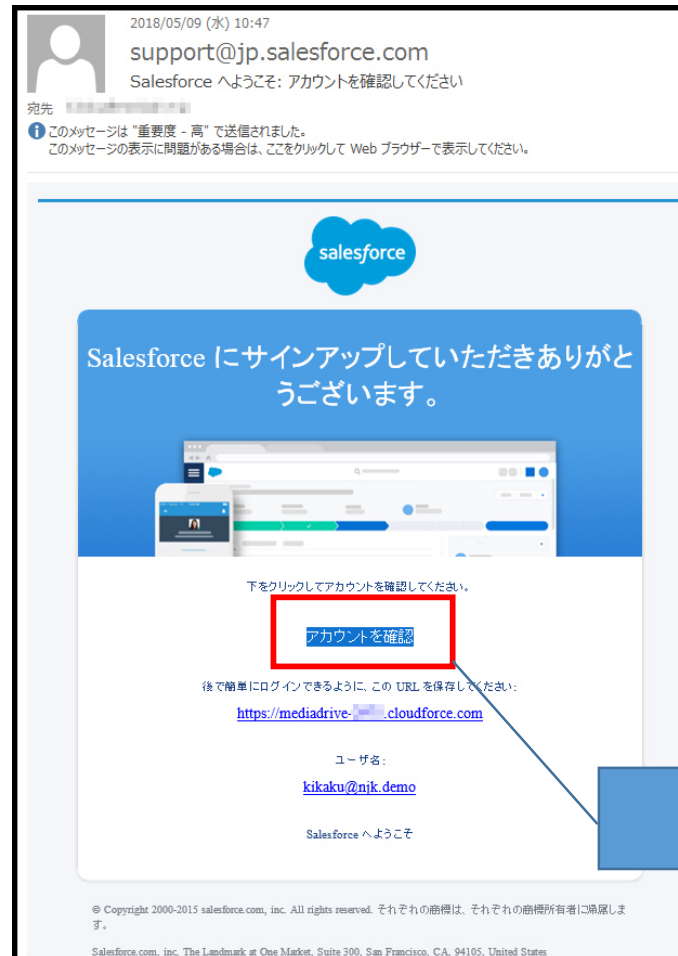 2018/05/09 (水) 10:47
support@jp.salesforce.com
Salesforce へようこそ: アカウントを確認してください
宛先
このメッセージは "重要度 - 高" で送信されました。
このメッセージの表示に問題がある場合は、ここをクリックして Web ブラウザーで表示してください。
salesforce
Salesforce にサインアップしていただきありがと
うございます。
下をクリックしてアカウントを確認してください。
アカウントを確認
後で簡単にログインできるように、この URL を保存してください:
https://mediadrive- .cloudforce.com
ユーザ名:
kikaku@njk.demo
Salesforce へようこそ
© Copyright 2000-2015 salesforce.com, inc. All rights reserved. それぞれの商標は、それぞれの商標所有者に帰属しま
す。
Salesforce.com, inc. The Landmark at One Market, Suite 300, San Francisco, CA, 94105, United States